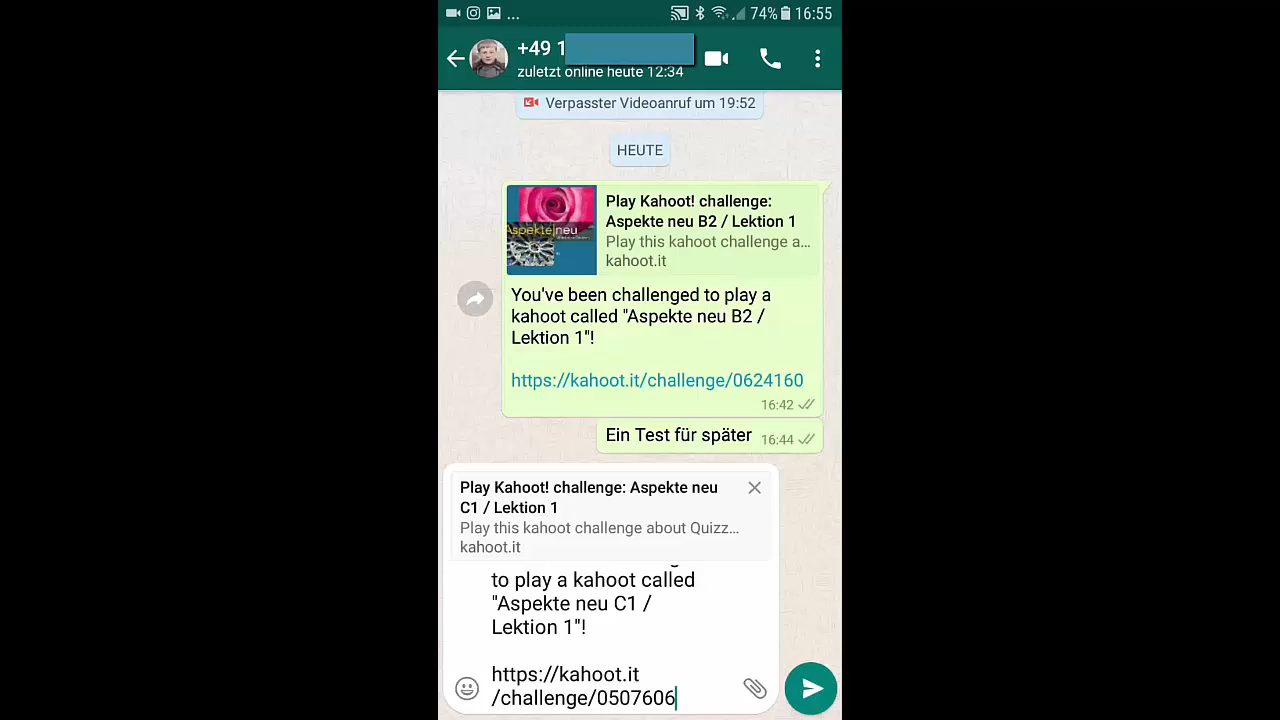 ... 74% 16:55
+49 1
zuletzt online heute 12:34
Verpasster Videoanruf um 19:52
HEUTE
Aspekte neu
Play Kahoot! challenge:
Aspekte neu B2 / Lektion 1
Play this kahoot challenge a...
kahoot.it
You've been challenged to play a
kahoot called "Aspekte neu B2 /
Lektion 1"!
https://kahoot.it/challenge/0624160
16:42
Ein Test für später 16:44
Play Kahoot! challenge: Aspekte neu
C1 / Lektion 1
Play this kahoot challenge about Quizz...
kahoot.it
to play a kahoot called
"Aspekte neu C1 /
Lektion 1"!
https://kahoot.it
/challenge/0507606